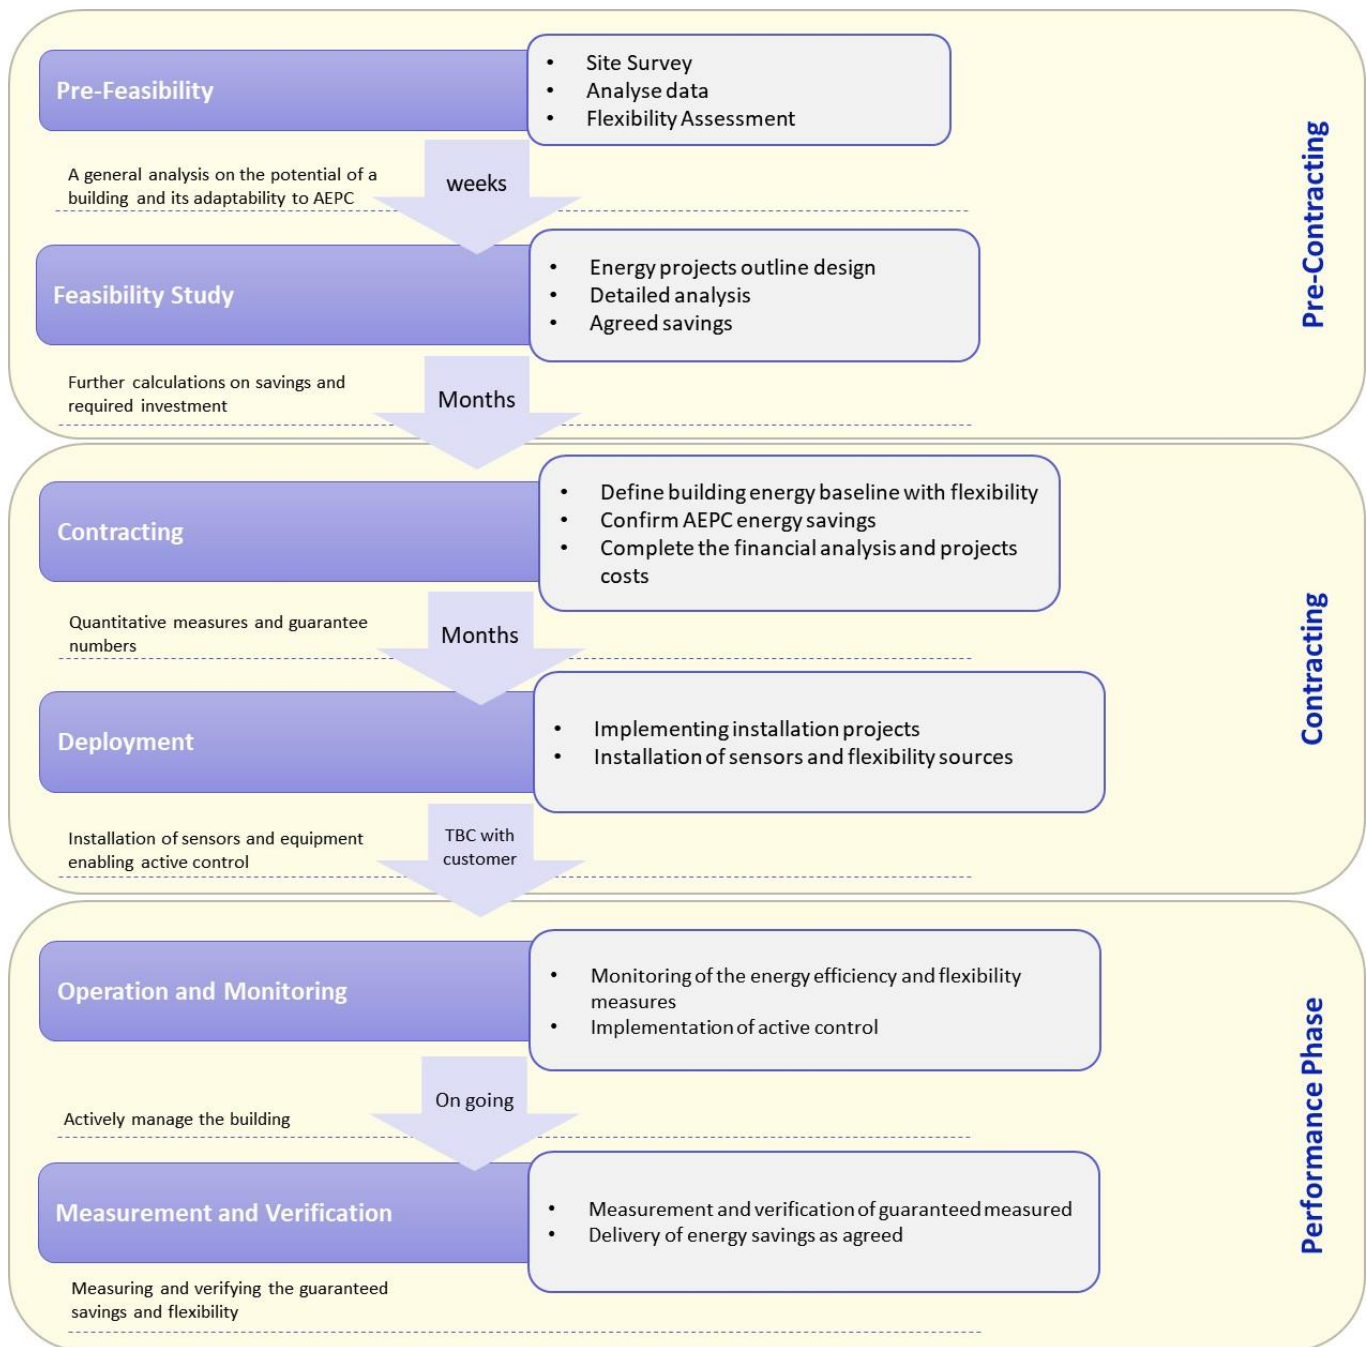 Pre-Feasibility
• Site Survey
• Analyse data
• Flexibility Assessment
A general analysis on the potential of a
building and its adaptability to AEPC
weeks
Feasibility Study
• Energy projects outline design
• Detailed analysis
• Agreed savings
Further calculations on savings and
required investment
Months
Pre-Contracting
Contracting
• Define building energy baseline with flexibility
• Confirm AEPC energy savings
• Complete the financial analysis and projects
costs
Quantitative measures and guarantee
numbers
Months
Deployment
• Implementing installation projects
• Installation of sensors and flexibility sources
Installation of sensors and equipment
enabling active control
TBC with
customer
Contracting
Operation and Monitoring
• Monitoring of the energy efficiency and flexibility
measures
• Implementation of active control
Actively manage the building
On going
Measurement and Verification
• Measurement and verification of guaranteed measured
• Delivery of energy savings as agreed
Measuring and verifying the guaranteed
savings and flexibility
Performance Phase